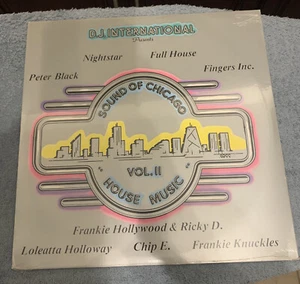 D.J. INTERNATIONAL
Presents
Nightstar Full House
Peter Black Fingers Inc.
SOUND OF CHICAGO
VOL. II
"HOUSE MUSIC"
Frankie Hollywood & Ricky D.
Loleatta Holloway Chip E. Frankie Knuckles